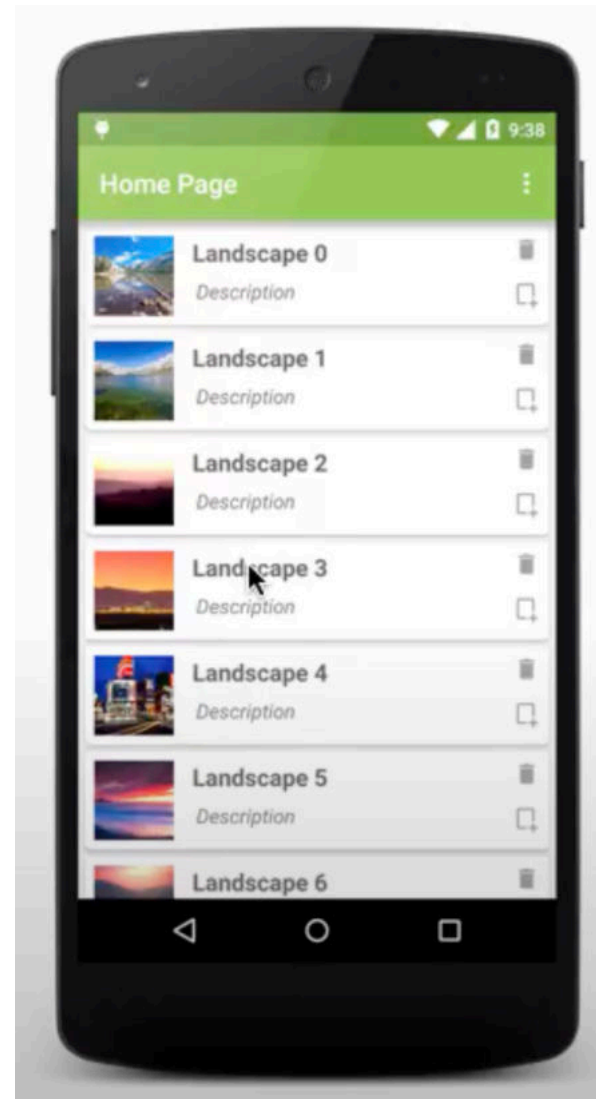 9:38
Home Page
Landscape 0
Description
Landscape 1
Description
Landscape 2
Description
Landscape 3
Description
Landscape 4
Description
Landscape 5
Description
Landscape 6